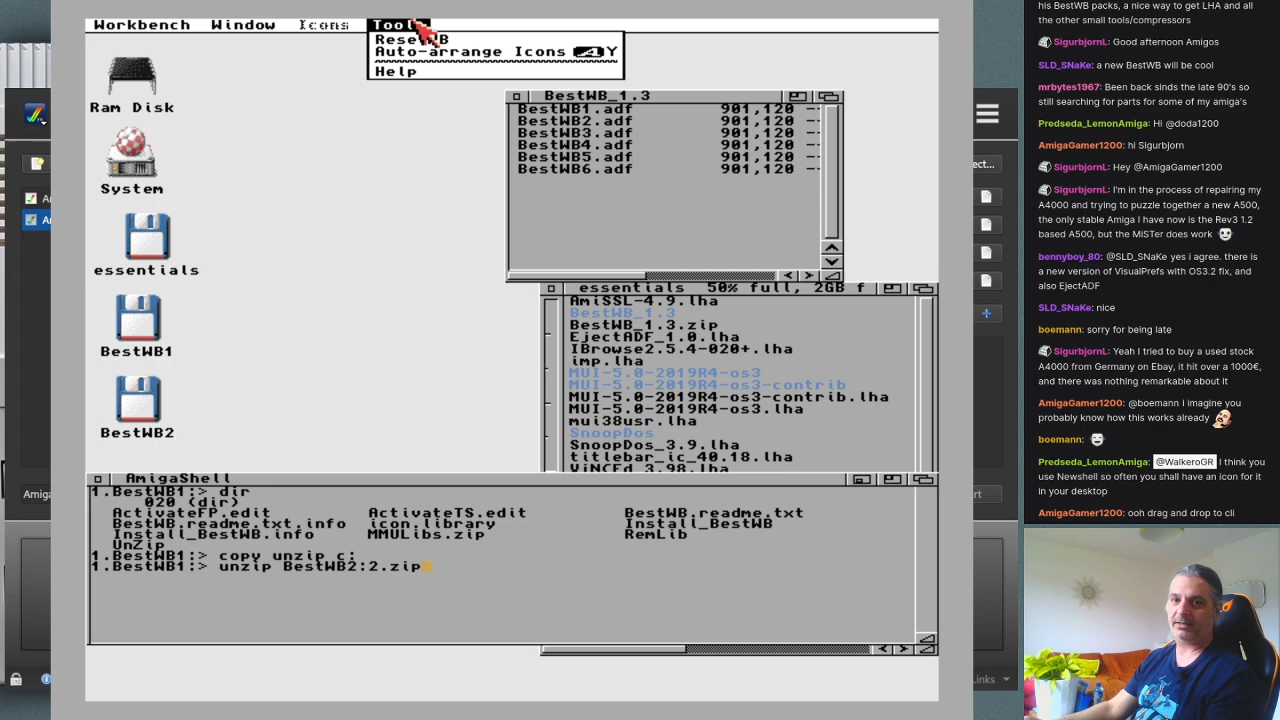 Workbench Window Icons Tools
ResetWB
Auto-arrange Icons Y
Help
Ram Disk
System
essentials
BestWB1
BestWB2
BestWB_1.3
BestWB1.adf 901,120 --
BestWB2.adf 901,120 --
BestWB3.adf 901,120 --
BestWB4.adf 901,120 --
BestWB5.adf 901,120 --
BestWB6.adf 901,120 --
essentials 50% full, 2GB f
AmiSSL-4.9.lha
BestWB_1.3
BestWB_1.3.zip
EjectADF_1.0.lha
IBrowse2.5.4-020+.lha
imp.lha
MUI-5.0-2019R4-os3
MUI-5.0-2019R4-os3-contrib
MUI-5.0-2019R4-os3-contrib.lha
MUI-5.0-2019R4-os3.lha
mui38usr.lha
SnoopDos
SnoopDos_3.9.lha
titlebar_ic_40.18.lha
ViNCEd_3.98.lha
AmigaShell
1.BestWB1:> dir
020 (dir)
ActivateFP.edit ActivateTS.edit BestWB.readme.txt
BestWB.readme.txt.info icon.library Install_BestWB
Install_BestWB.info MMULibs.zip RemLib
UnZip
1.BestWB1:> copy unzip c:
1.BestWB1:> unzip BestWB2:2.zip
Amiga
ect...
rt
Links
his BestWB packs, a nice way to get LHA and all
the other small tools/compressors
SigurbjornL: Good afternoon Amigos
SLD_SNaKe: a new BestWB will be cool
mrbytes1967: Been back sinds the late 90's so
still searching for parts for some of my amiga's
Predseda_LemonAmiga: Hi @doda1200
AmigaGamer1200: hi SIgurbjorn
SigurbjornL: Hey @AmigaGamer1200
SigurbjornL: I'm in the process of repairing my
A4000 and trying to puzzle together a new A500,
the only stable Amiga I have now is the Rev3 1.2
based A500, but the MiSTer does work
bennyboy_80: @SLD_SNaKe yes i agree. there is
a new version of VisualPrefs with OS3.2 fix, and
also EjectADF
SLD_SNaKe: nice
boemann: sorry for being late
SigurbjornL: Yeah I tried to buy a used stock
A4000 from Germany on Ebay, it hit over a 1000€,
and there was nothing remarkable about it
AmigaGamer1200: @boemann i imagine you
probably know how this works already
boemann:
Predseda_LemonAmiga: @WalkeroGR I think you
use Newshell so often you shall have an icon for it
in your desktop
AmigaGamer1200: ooh drag and drop to cli